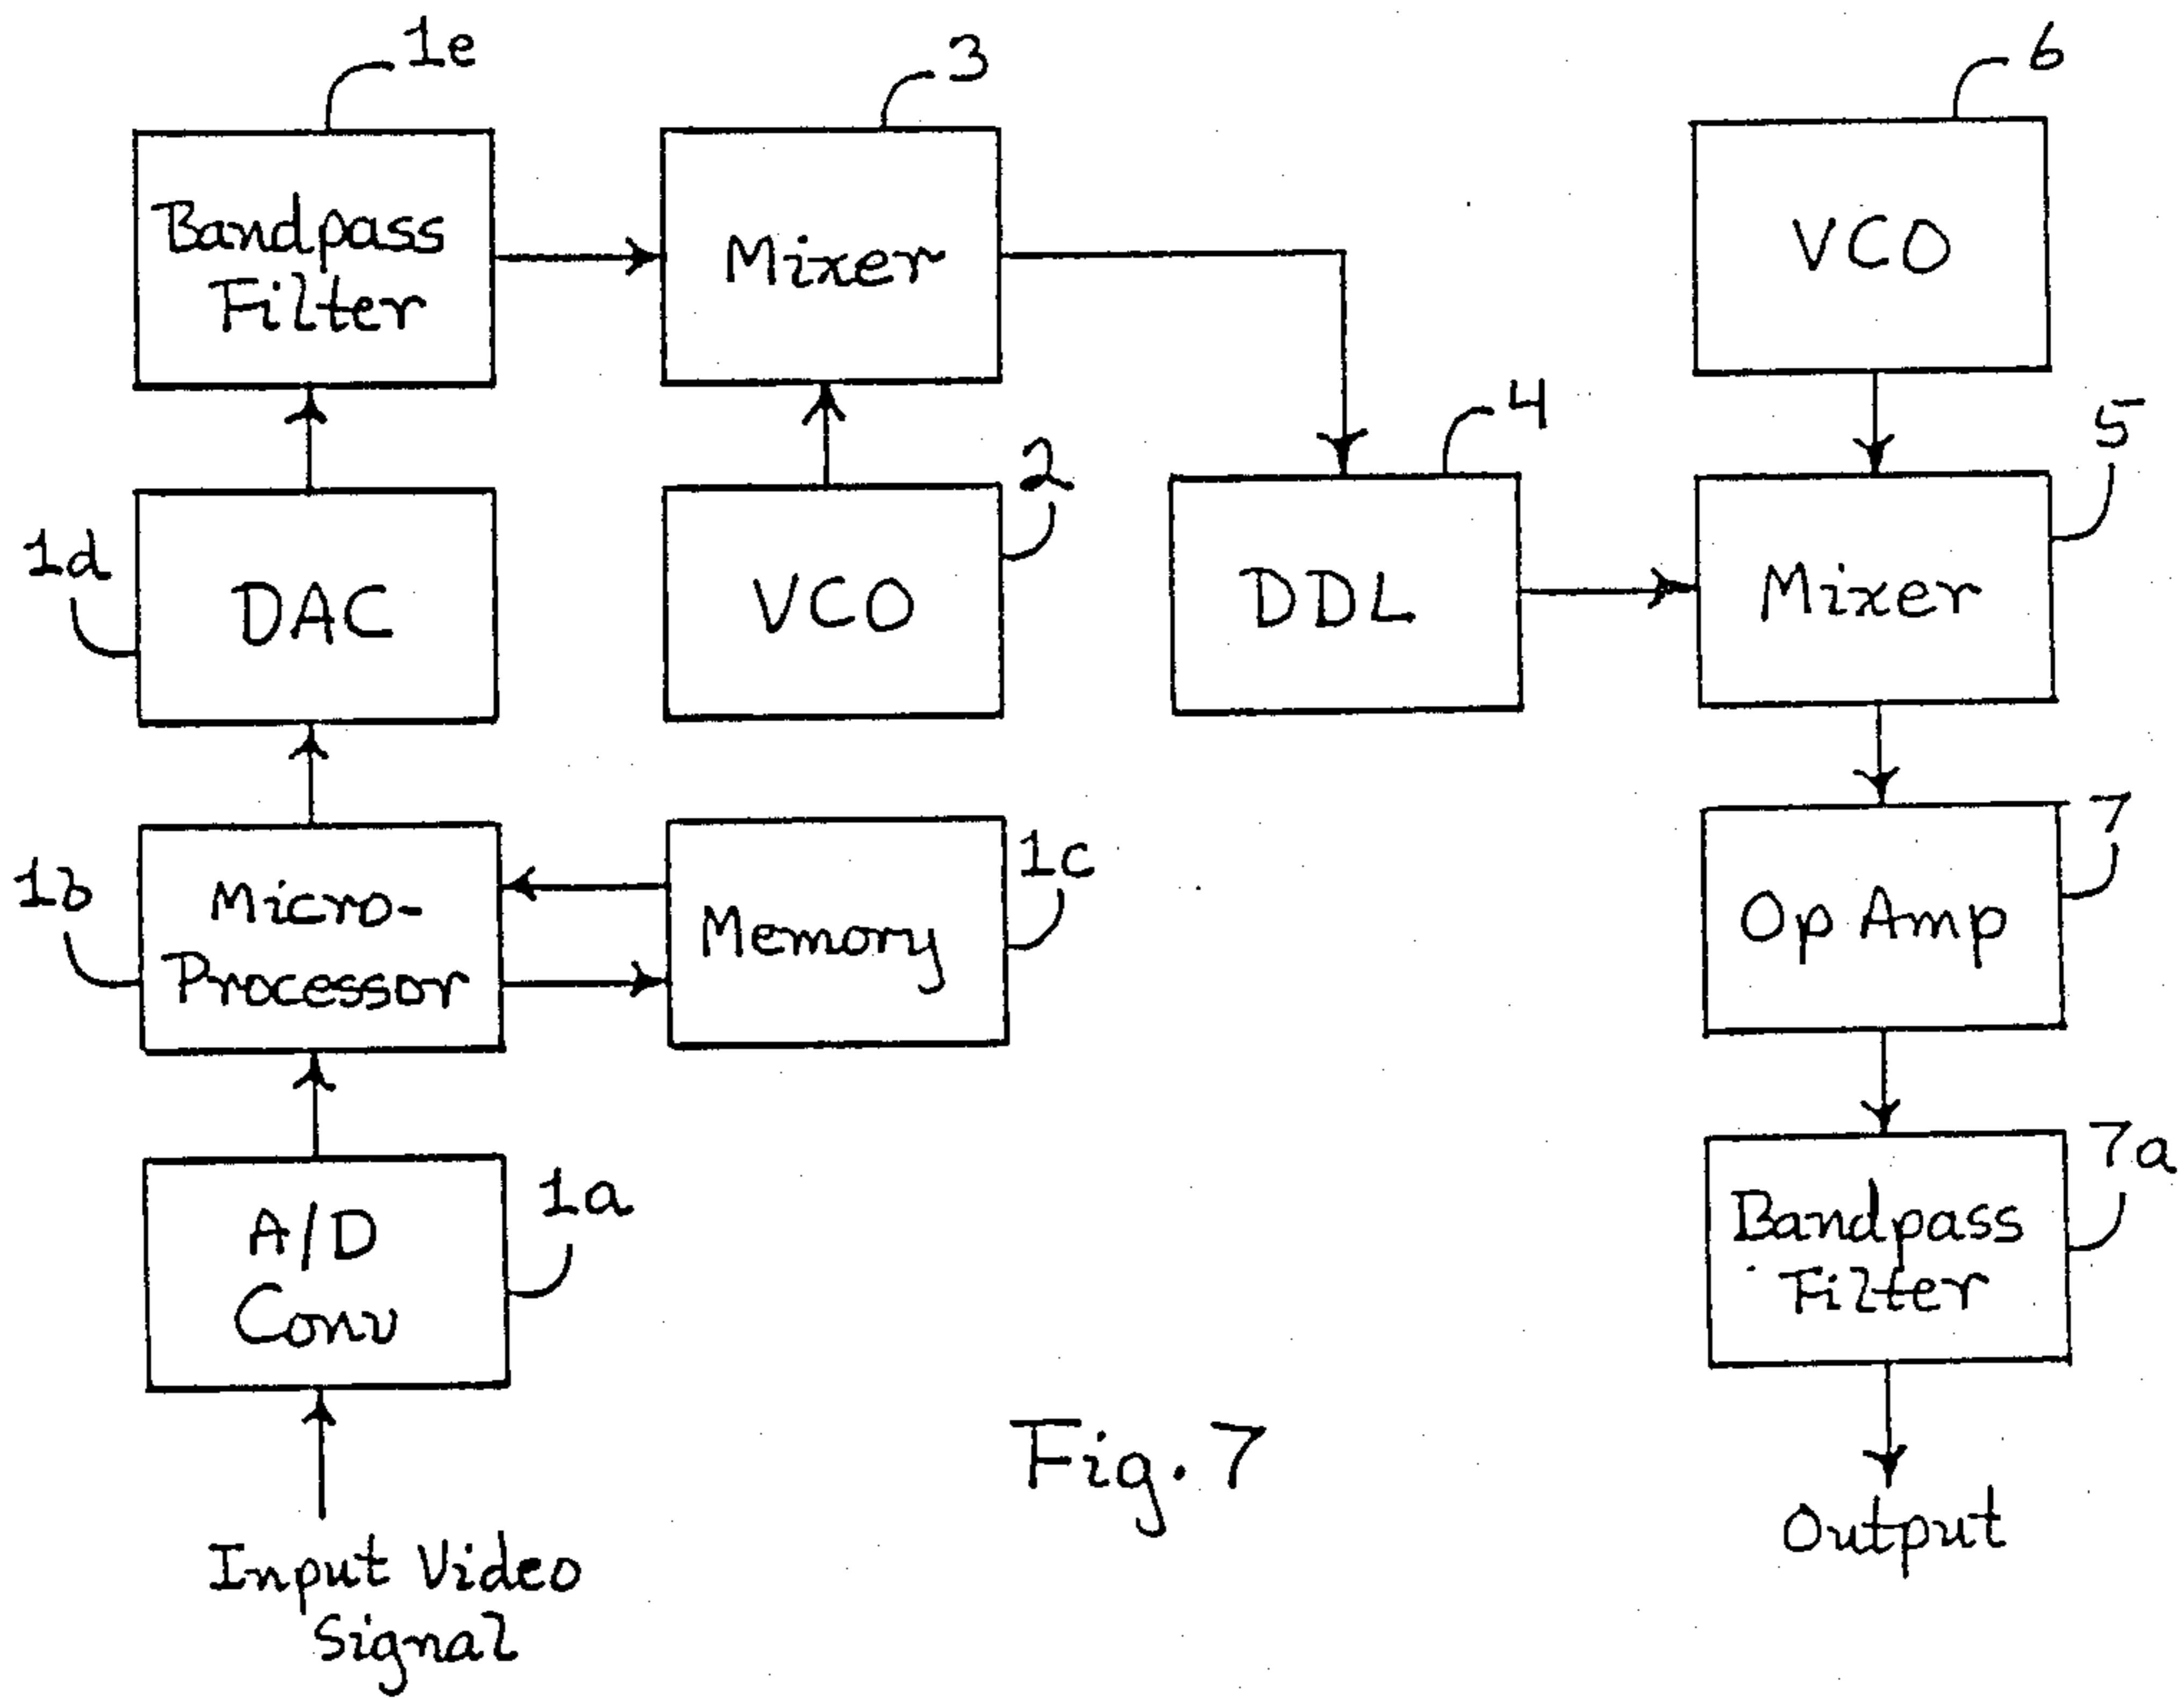 1e
3
6
Bandpass
Filter
Mixer
VCO
4
5
2
1d
DAC
VCO
DDL
Mixer
7
1c
1b
Micro-
Processor
Memory
Op Amp
7a
1a
A/D
Conv
Bandpass
Filter
Fig. 7
Output
Input Video
Signal